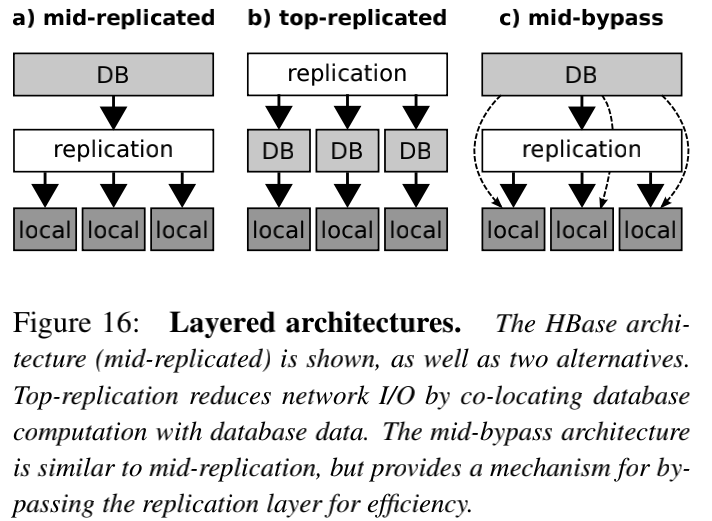 a) mid-replicated b) top-replicated c) mid-bypass
DB replication DB
replication DB DB DB replication
local local local local local local local local local
Figure 16: Layered architectures. The HBase archi-
tecture (mid-replicated) is shown, as well as two alternatives.
Top-replication reduces network I/O by co-locating database
computation with database data. The mid-bypass architecture
is similar to mid-replication, but provides a mechanism for by-
passing the replication layer for efficiency.